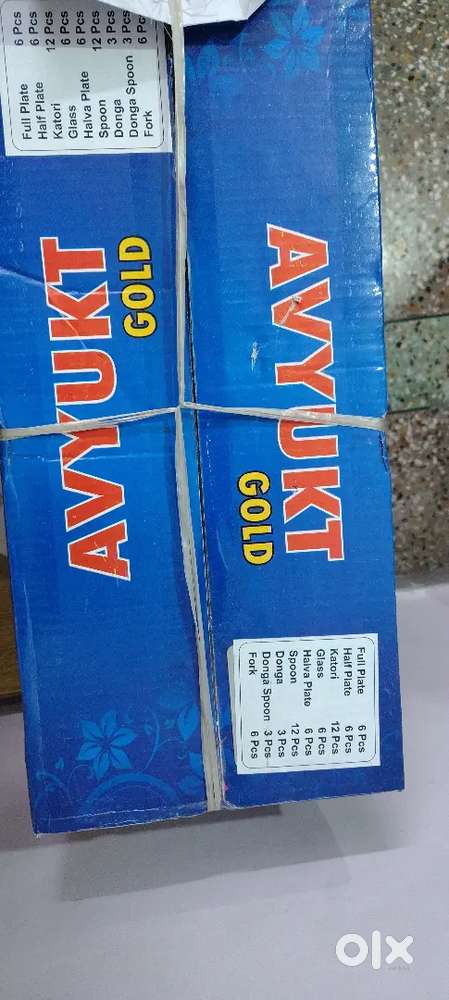 Full Plate 6 Pcs
Half Plate 6 Pcs
Katori 12 Pcs
Glass 6 Pcs
Halva Plate 6 Pcs
Spoon 12 Pcs
Donga 3 Pcs
Donga Spoon 3 Pcs
Fork 6 Pcs
AVYUKT
GOLD
AVYUKT
GOLD
Full Plate 6 Pcs
Half Plate 6 Pcs
Katori 12 Pcs
Glass 6 Pcs
Halva Plate 6 Pcs
Spoon 12 Pcs
Donga 3 Pcs
Donga Spoon 3 Pcs
Fork 6 Pcs
olx